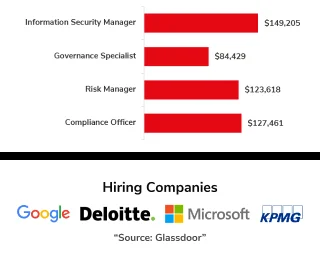 Information Security Manager $149,205
Governance Specialist $84,429
Risk Manager $123,618
Compliance Officer $127,461
Hiring Companies
Google Deloitte. Microsoft KPMG
“Source: Glassdoor”